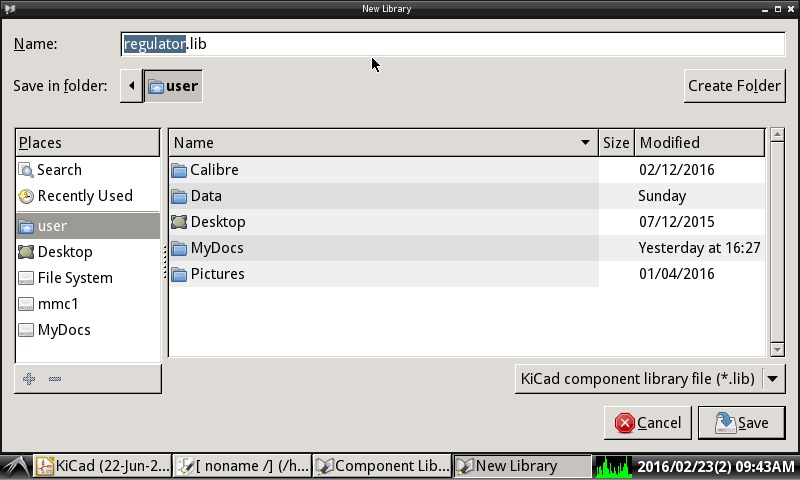 New Library
Name: regulator.lib
Save in folder: user Create Folder
Places
Search
Recently Used
user
Desktop
File System
mmc1
MyDocs
Name Size Modified
Calibre 02/12/2016
Data Sunday
Desktop 07/12/2015
MyDocs Yesterday at 16:27
Pictures 01/04/2016
KiCad component library file (*.lib)
Cancel Save
KiCad (22-Jun-2... [ noname /] (/h... Component Lib... New Library 2016/02/23(2) 09:43AM